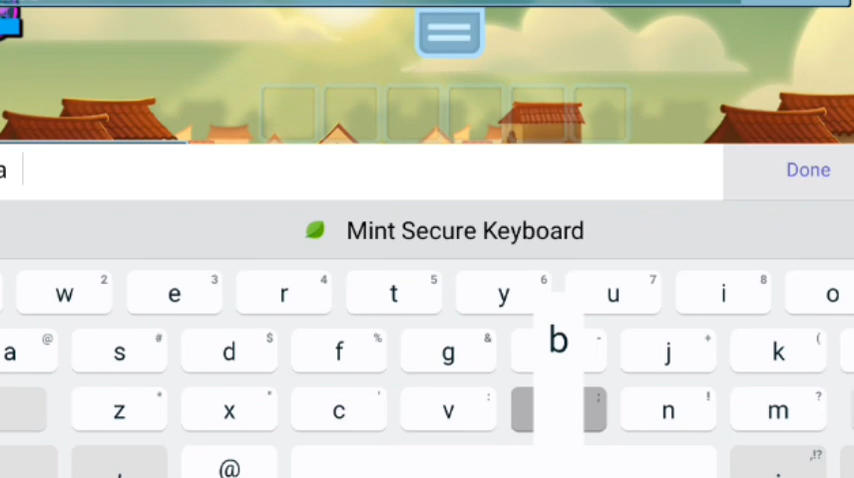 a
Done
Mint Secure Keyboard
w 2 e 3 r 4 t 5 y 6 u 7 i 8 o
a @ s # d $ f % g & b - j + k (
z * x " c ' v : ; n ! m ?
, @ . ,!?